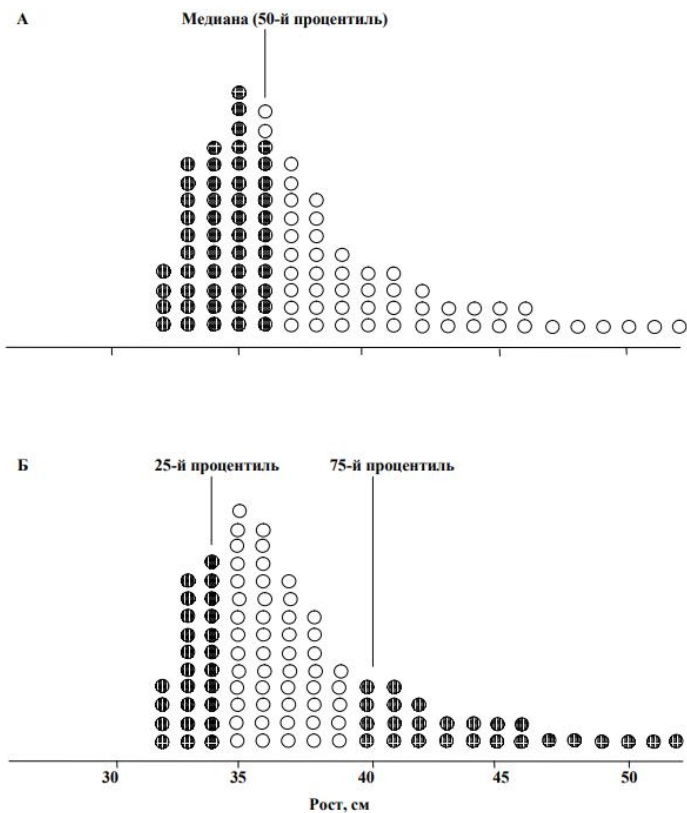 А
Медиана (50-й процентиль)
Б
25-й процентиль 75-й процентиль
30 35 40 45 50
Рост, см